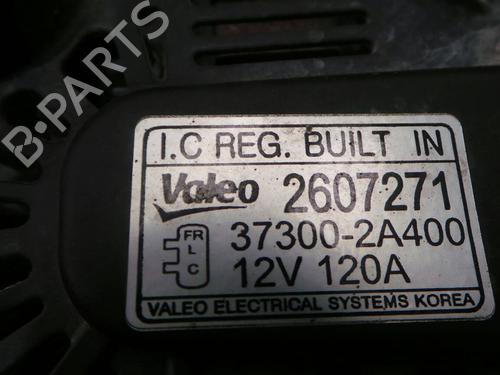 B-PARTS
I.C REG. BUILT IN
Valeo 2607271
FR
L
C
37300-2A400
12V 120A
VALEO ELECTRICAL SYSTEMS KOREA